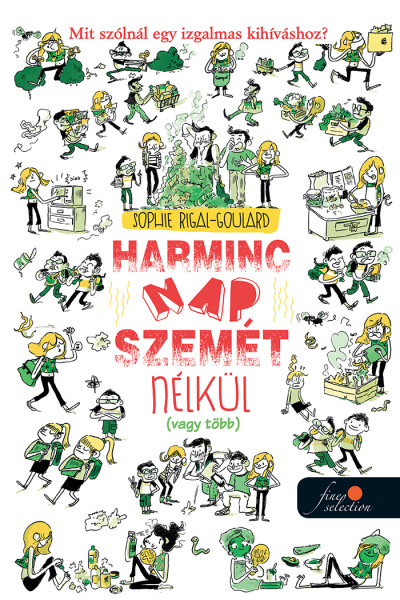 Mit szólnál egy izgalmas kihíváshoz?
SOPHIE RIGAL-GOULARD
HARMINC
NAP
SZEMÉT
NÉLKÜL
(vagy több)
fine
selection